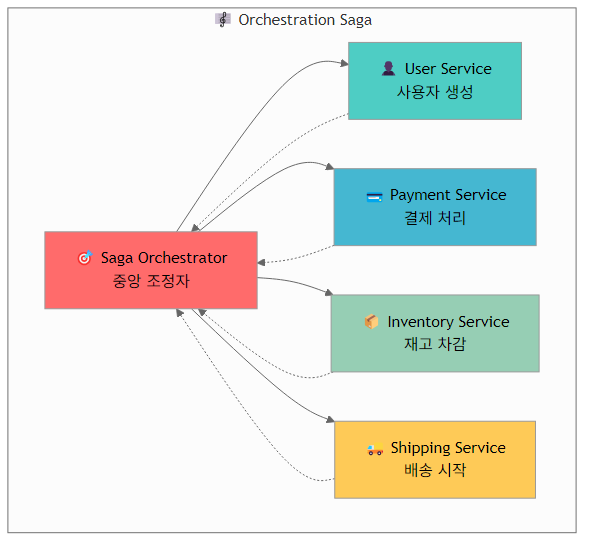 🎼 Orchestration Saga
👤 User Service
사용자 생성
💳 Payment Service
결제 처리
🎯 Saga Orchestrator
중앙 조정자
📦 Inventory Service
재고 차감
🚚 Shipping Service
배송 시작